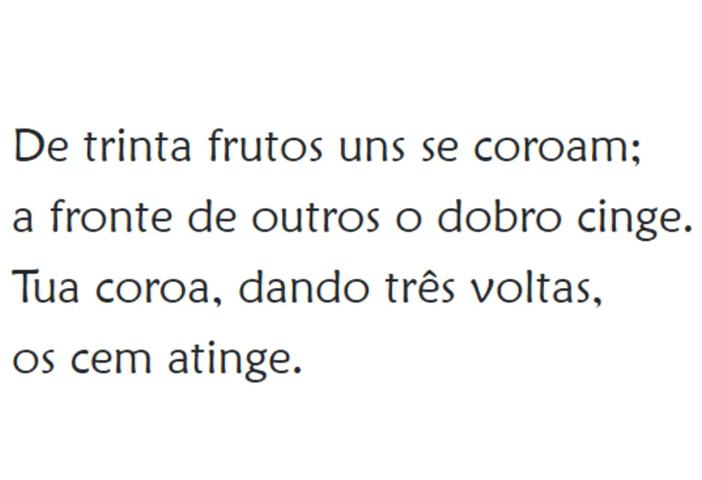 De trinta frutos uns se coroam;
a fronte de outros o dobro cinge.
Tua coroa, dando três voltas,
os cem atinge.